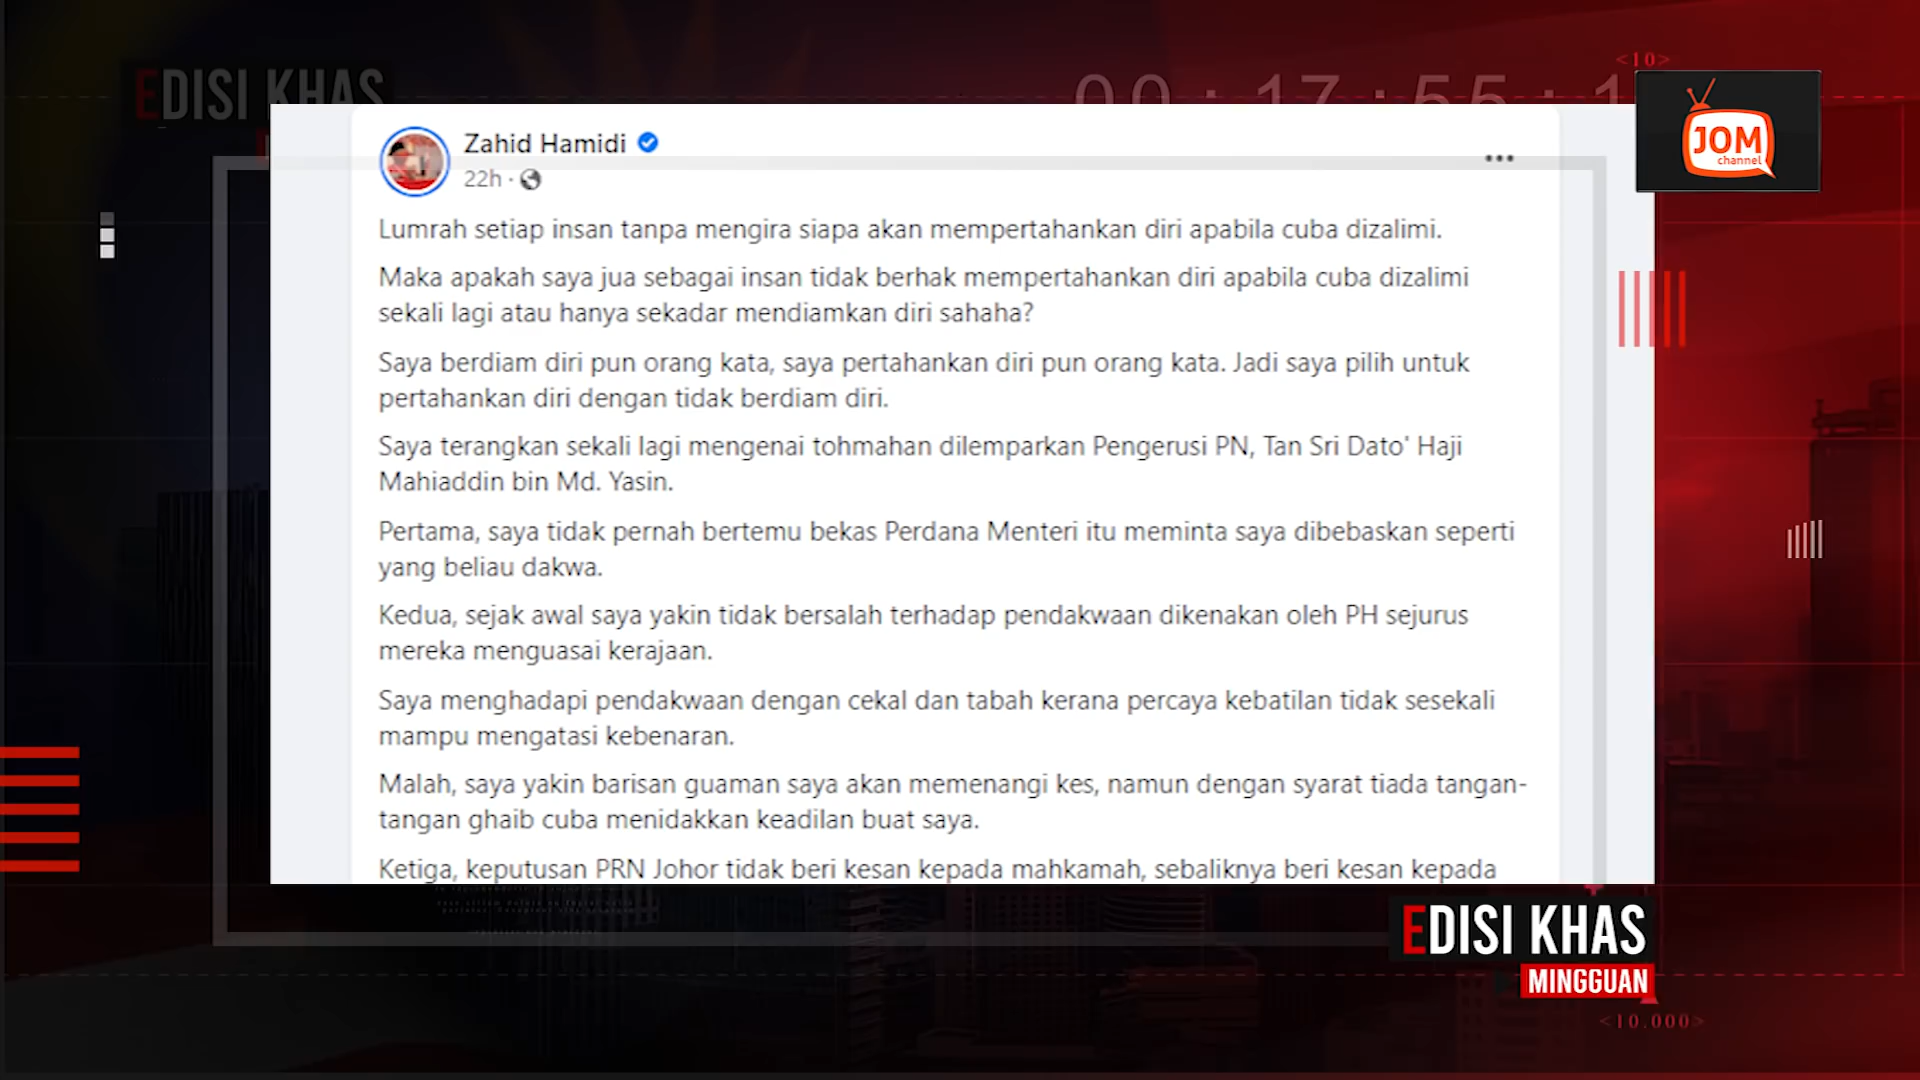 EDISI KHAS
00:17:55:1
<10>
JOM
channel
Zahid Hamidi
22h ·
Lumrah setiap insan tanpa mengira siapa akan mempertahankan diri apabila cuba dizalimi.
Maka apakah saya jua sebagai insan tidak berhak mempertahankan diri apabila cuba dizalimi
sekali lagi atau hanya sekadar mendiamkan diri sahaha?
Saya berdiam diri pun orang kata, saya pertahankan diri pun orang kata. Jadi saya pilih untuk
pertahankan diri dengan tidak berdiam diri.
Saya terangkan sekali lagi mengenai tohmahan dilemparkan Pengerusi PN, Tan Sri Dato' Haji
Mahiaddin bin Md. Yasin.
Pertama, saya tidak pernah bertemu bekas Perdana Menteri itu meminta saya dibebaskan seperti
yang beliau dakwa.
Kedua, sejak awal saya yakin tidak bersalah terhadap pendakwaan dikenakan oleh PH sejurus
mereka menguasai kerajaan.
Saya menghadapi pendakwaan dengan cekal dan tabah kerana percaya kebatilan tidak sesekali
mampu mengatasi kebenaran.
Malah, saya yakin barisan guaman saya akan memenangi kes, namun dengan syarat tiada tangan-
tangan ghaib cuba menidakkan keadilan buat saya.
Ketiga, keputusan PRN Johor tidak beri kesan kepada mahkamah, sebaliknya beri kesan kepada
EDISI KHAS
MINGGUAN
<10.000>